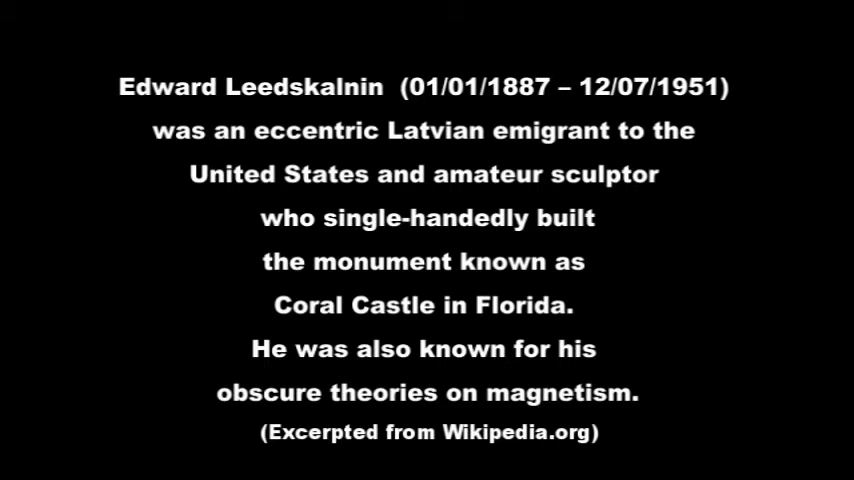 Edward Leedskalnin (01/01/1887 – 12/07/1951)
was an eccentric Latvian emigrant to the
United States and amateur sculptor
who single-handedly built
the monument known as
Coral Castle in Florida.
He was also known for his
obscure theories on magnetism.
(Excerpted from Wikipedia.org)